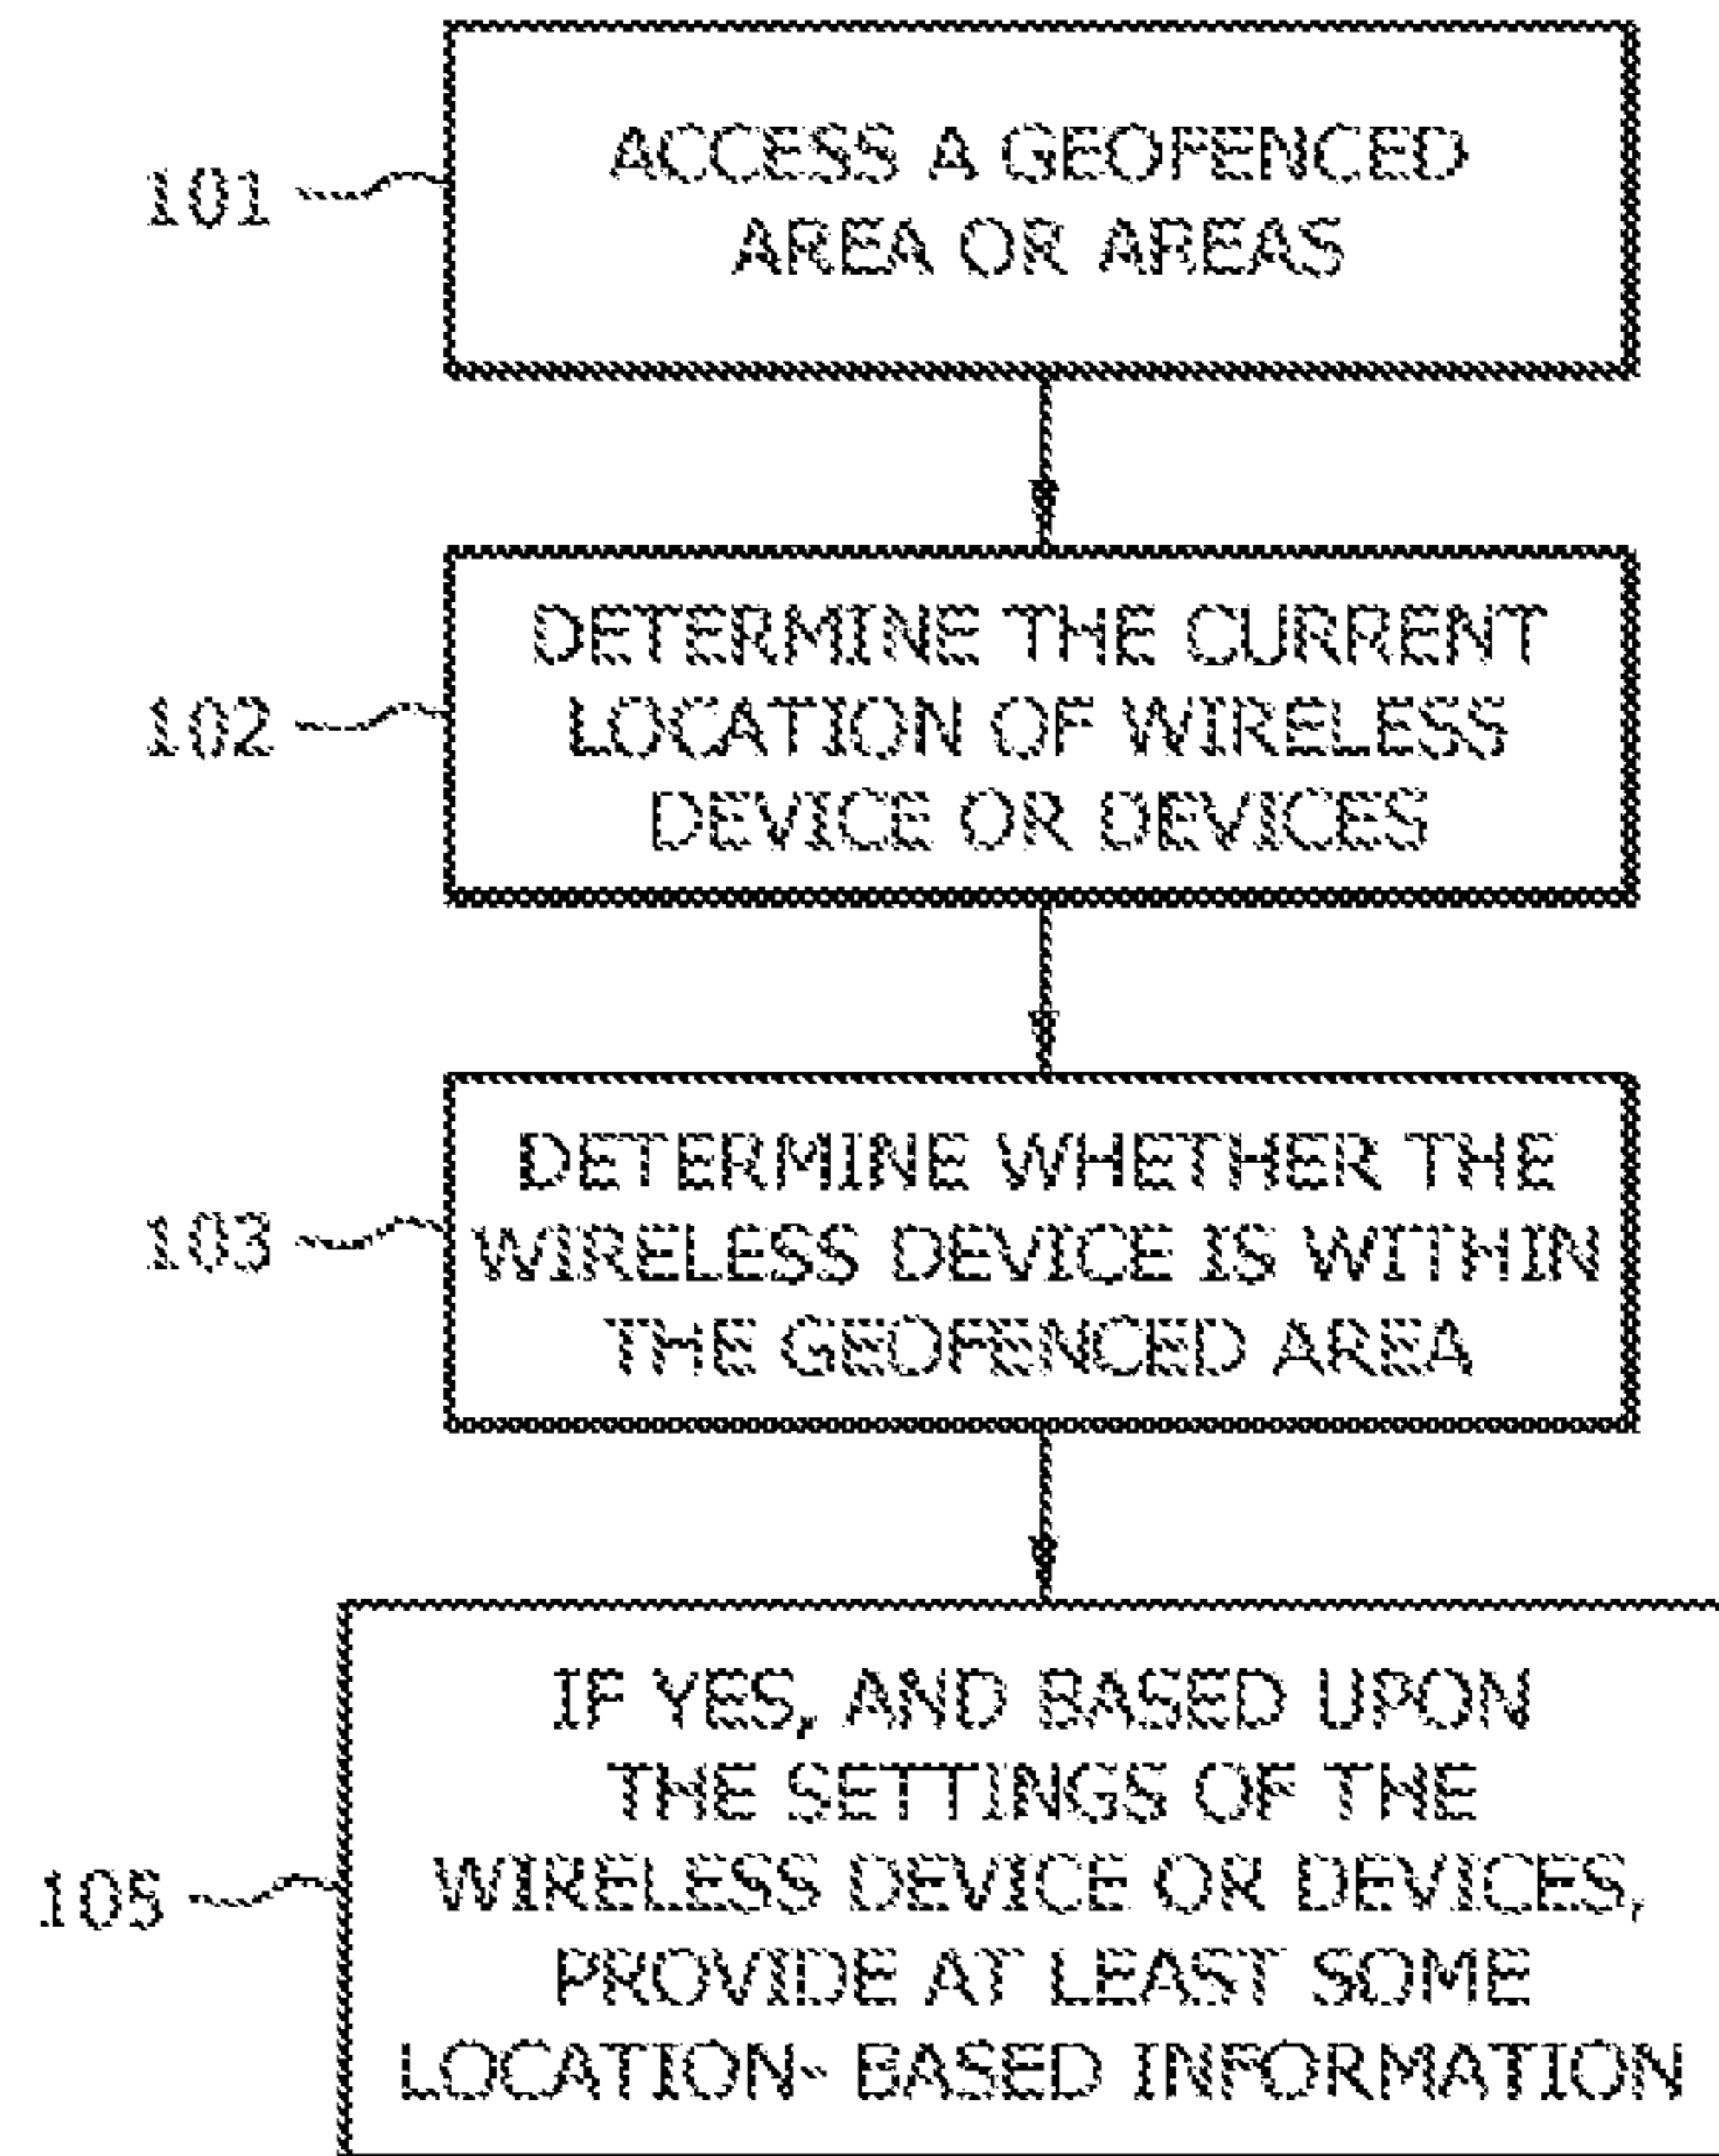 101
ACCESS A GEOFENCED
AREA OR AREAS
102
DETERMINE THE CURRENT
LOCATION OF WIRELESS
DEVICE OR DEVICES
103
DETERMINE WHETHER THE
WIRELESS DEVICE IS WITHIN
THE GEOFENCED AREA
105
IF YES, AND BASED UPON
THE SETTINGS OF THE
WIRELESS DEVICE OR DEVICES,
PROVIDE AT LEAST SOME
LOCATION- BASED INFORMATION